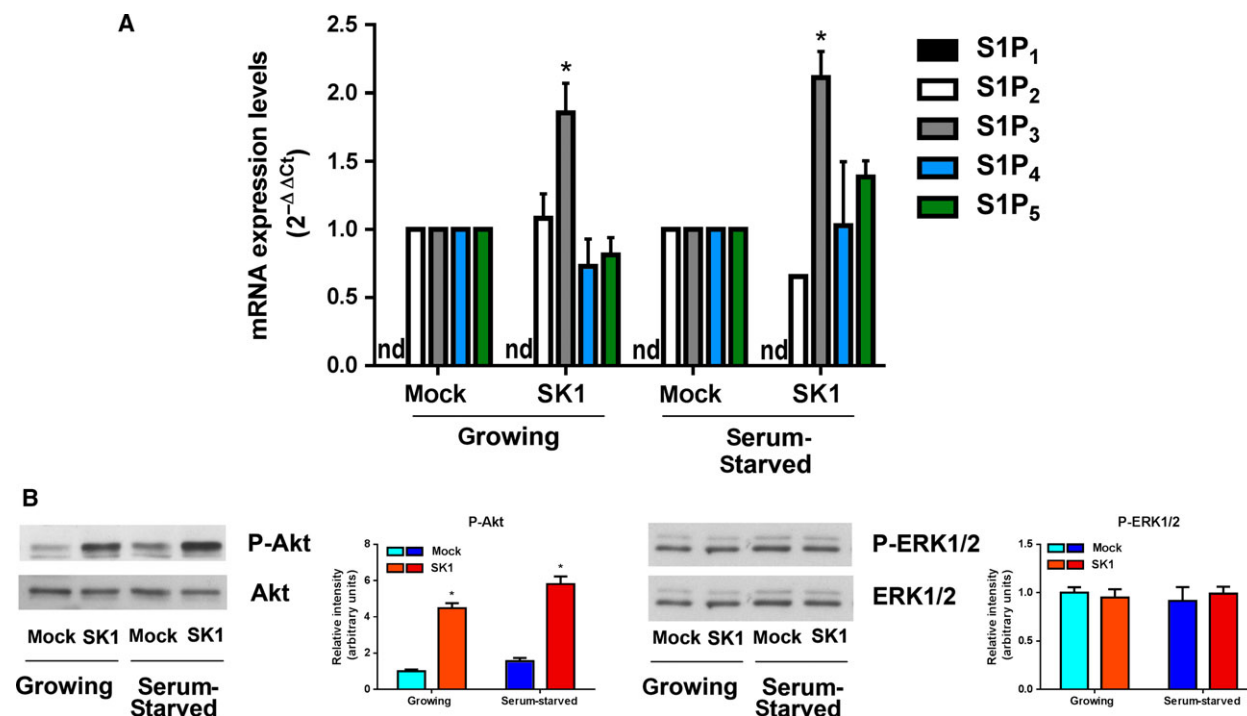 A
mRNA expression levels
(2−Δ ΔCt)
2.5
2.0
1.5
1.0
0.5
0.0
*
*
nd
nd
nd
nd
Mock
SK1
Mock
SK1
Growing
Serum-
Starved
S1P1
S1P2
S1P3
S1P4
S1P5
B
P-Akt
Akt
Mock SK1 Mock SK1
Growing
Serum-
Starved
P-Akt
Relative intensity
(arbitrary units)
8
6
4
2
0
Mock
SK1
*
*
Growing
Serum-starved
P-ERK1/2
ERK1/2
Mock SK1 Mock SK1
Growing
Serum-
Starved
P-ERK1/2
Relative intensity
(arbitrary units)
1.5
1.0
0.5
0.0
Mock
SK1
Growing
Serum-starved